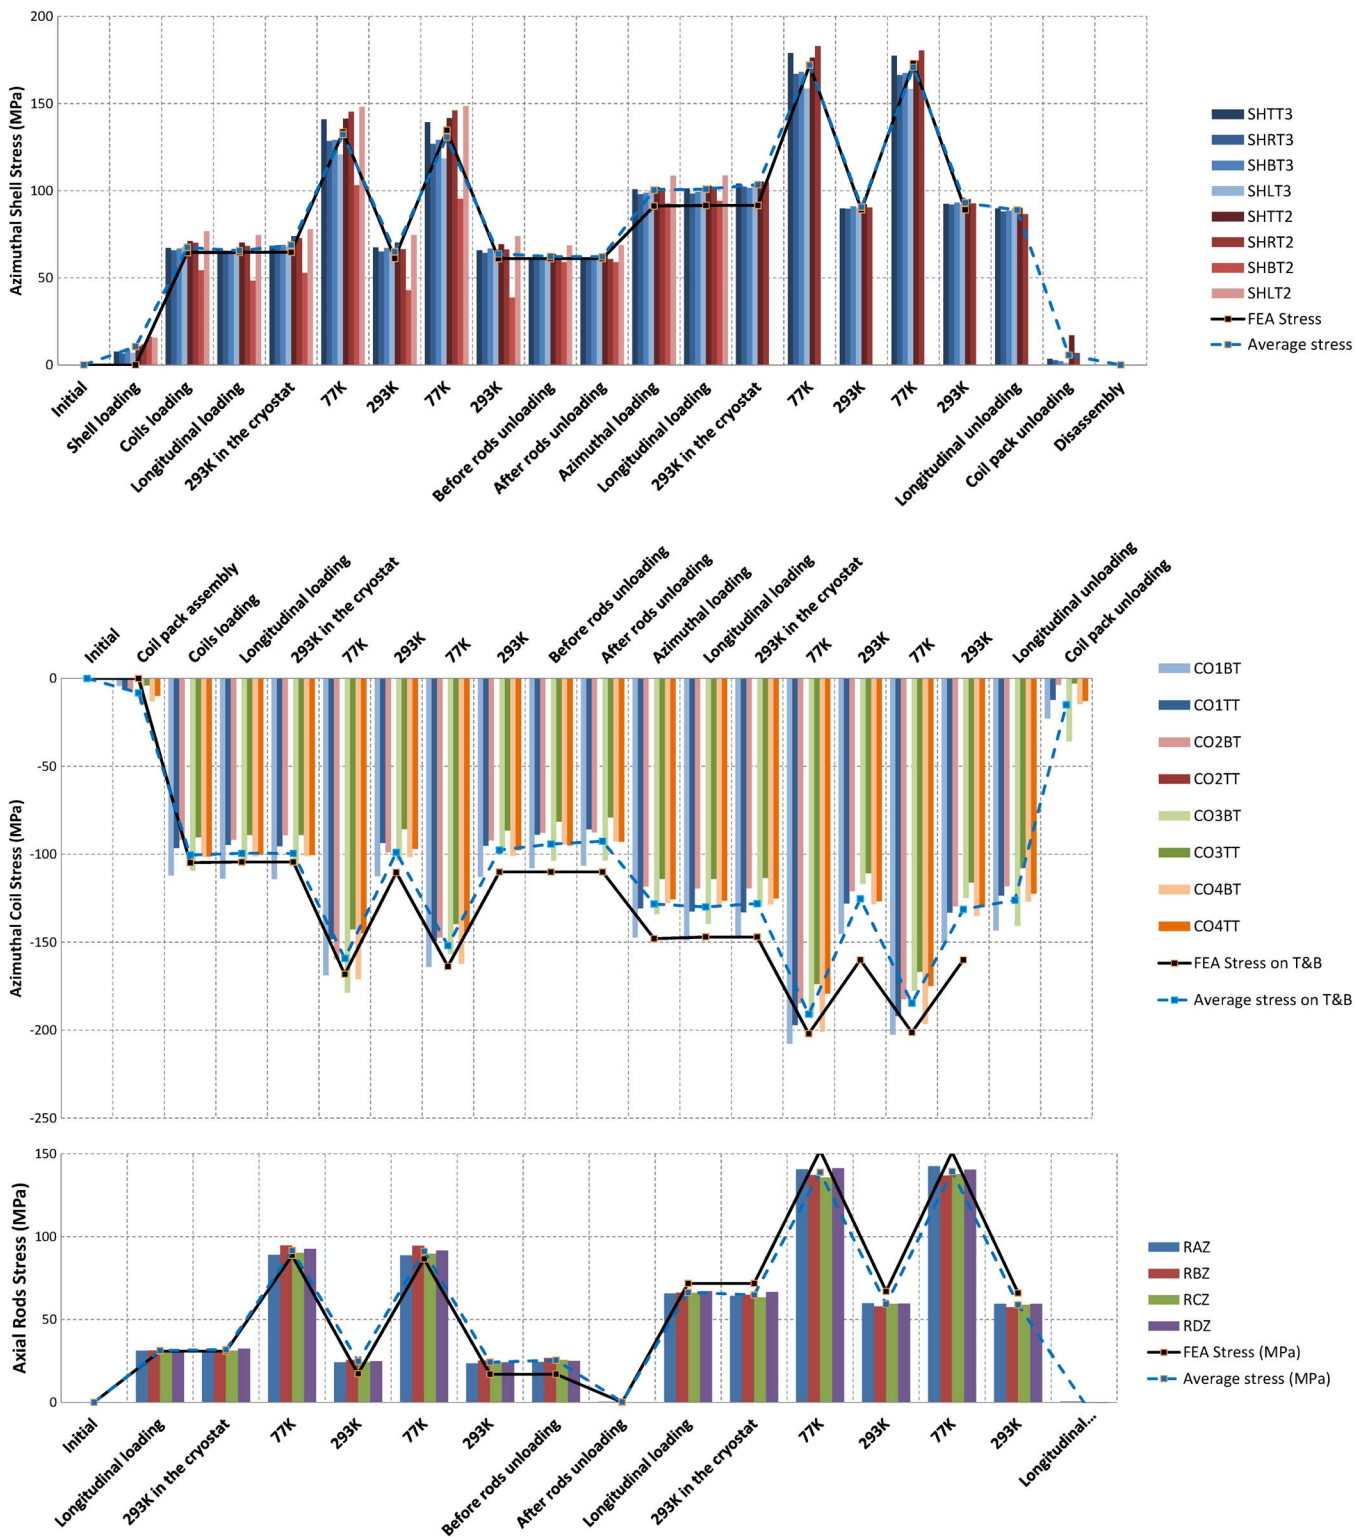 Azimuthal Shell Stress (MPa)
200
150
100
50
0
Initial
Shell loading
Coils loading
Longitudinal loading
293K in the cryostat
77K
293K
77K
293K
Before rods unloading
After rods unloading
Azimuthal loading
Longitudinal loading
293K in the cryostat
77K
293K
77K
293K
Longitudinal unloading
Coil pack unloading
Disassembly
SHTT3
SHRT3
SHBT3
SHLT3
SHTT2
SHRT2
SHBT2
SHLT2
FEA Stress
Average stress
Azimuthal Coil Stress (MPa)
Initial
Coil pack assembly
Coils loading
Longitudinal loading
293K in the cryostat
77K
293K
77K
293K
Before rods unloading
After rods unloading
Azimuthal loading
Longitudinal loading
293K in the cryostat
77K
293K
77K
293K
Longitudinal unloading
Coil pack unloading
0
-50
-100
-150
-200
-250
CO1BT
CO1TT
CO2BT
CO2TT
CO3BT
CO3TT
CO4BT
CO4TT
FEA Stress on T&B
Average stress on T&B
Axial Rods Stress (MPa)
150
100
50
0
Initial
Longitudinal loading
293K in the cryostat
77K
293K
77K
293K
Before rods unloading
After rods unloading
Longitudinal loading
293K in the cryostat
77K
293K
77K
293K
Longitudinal...
RAZ
RBZ
RCZ
RDZ
FEA Stress (MPa)
Average stress (MPa)